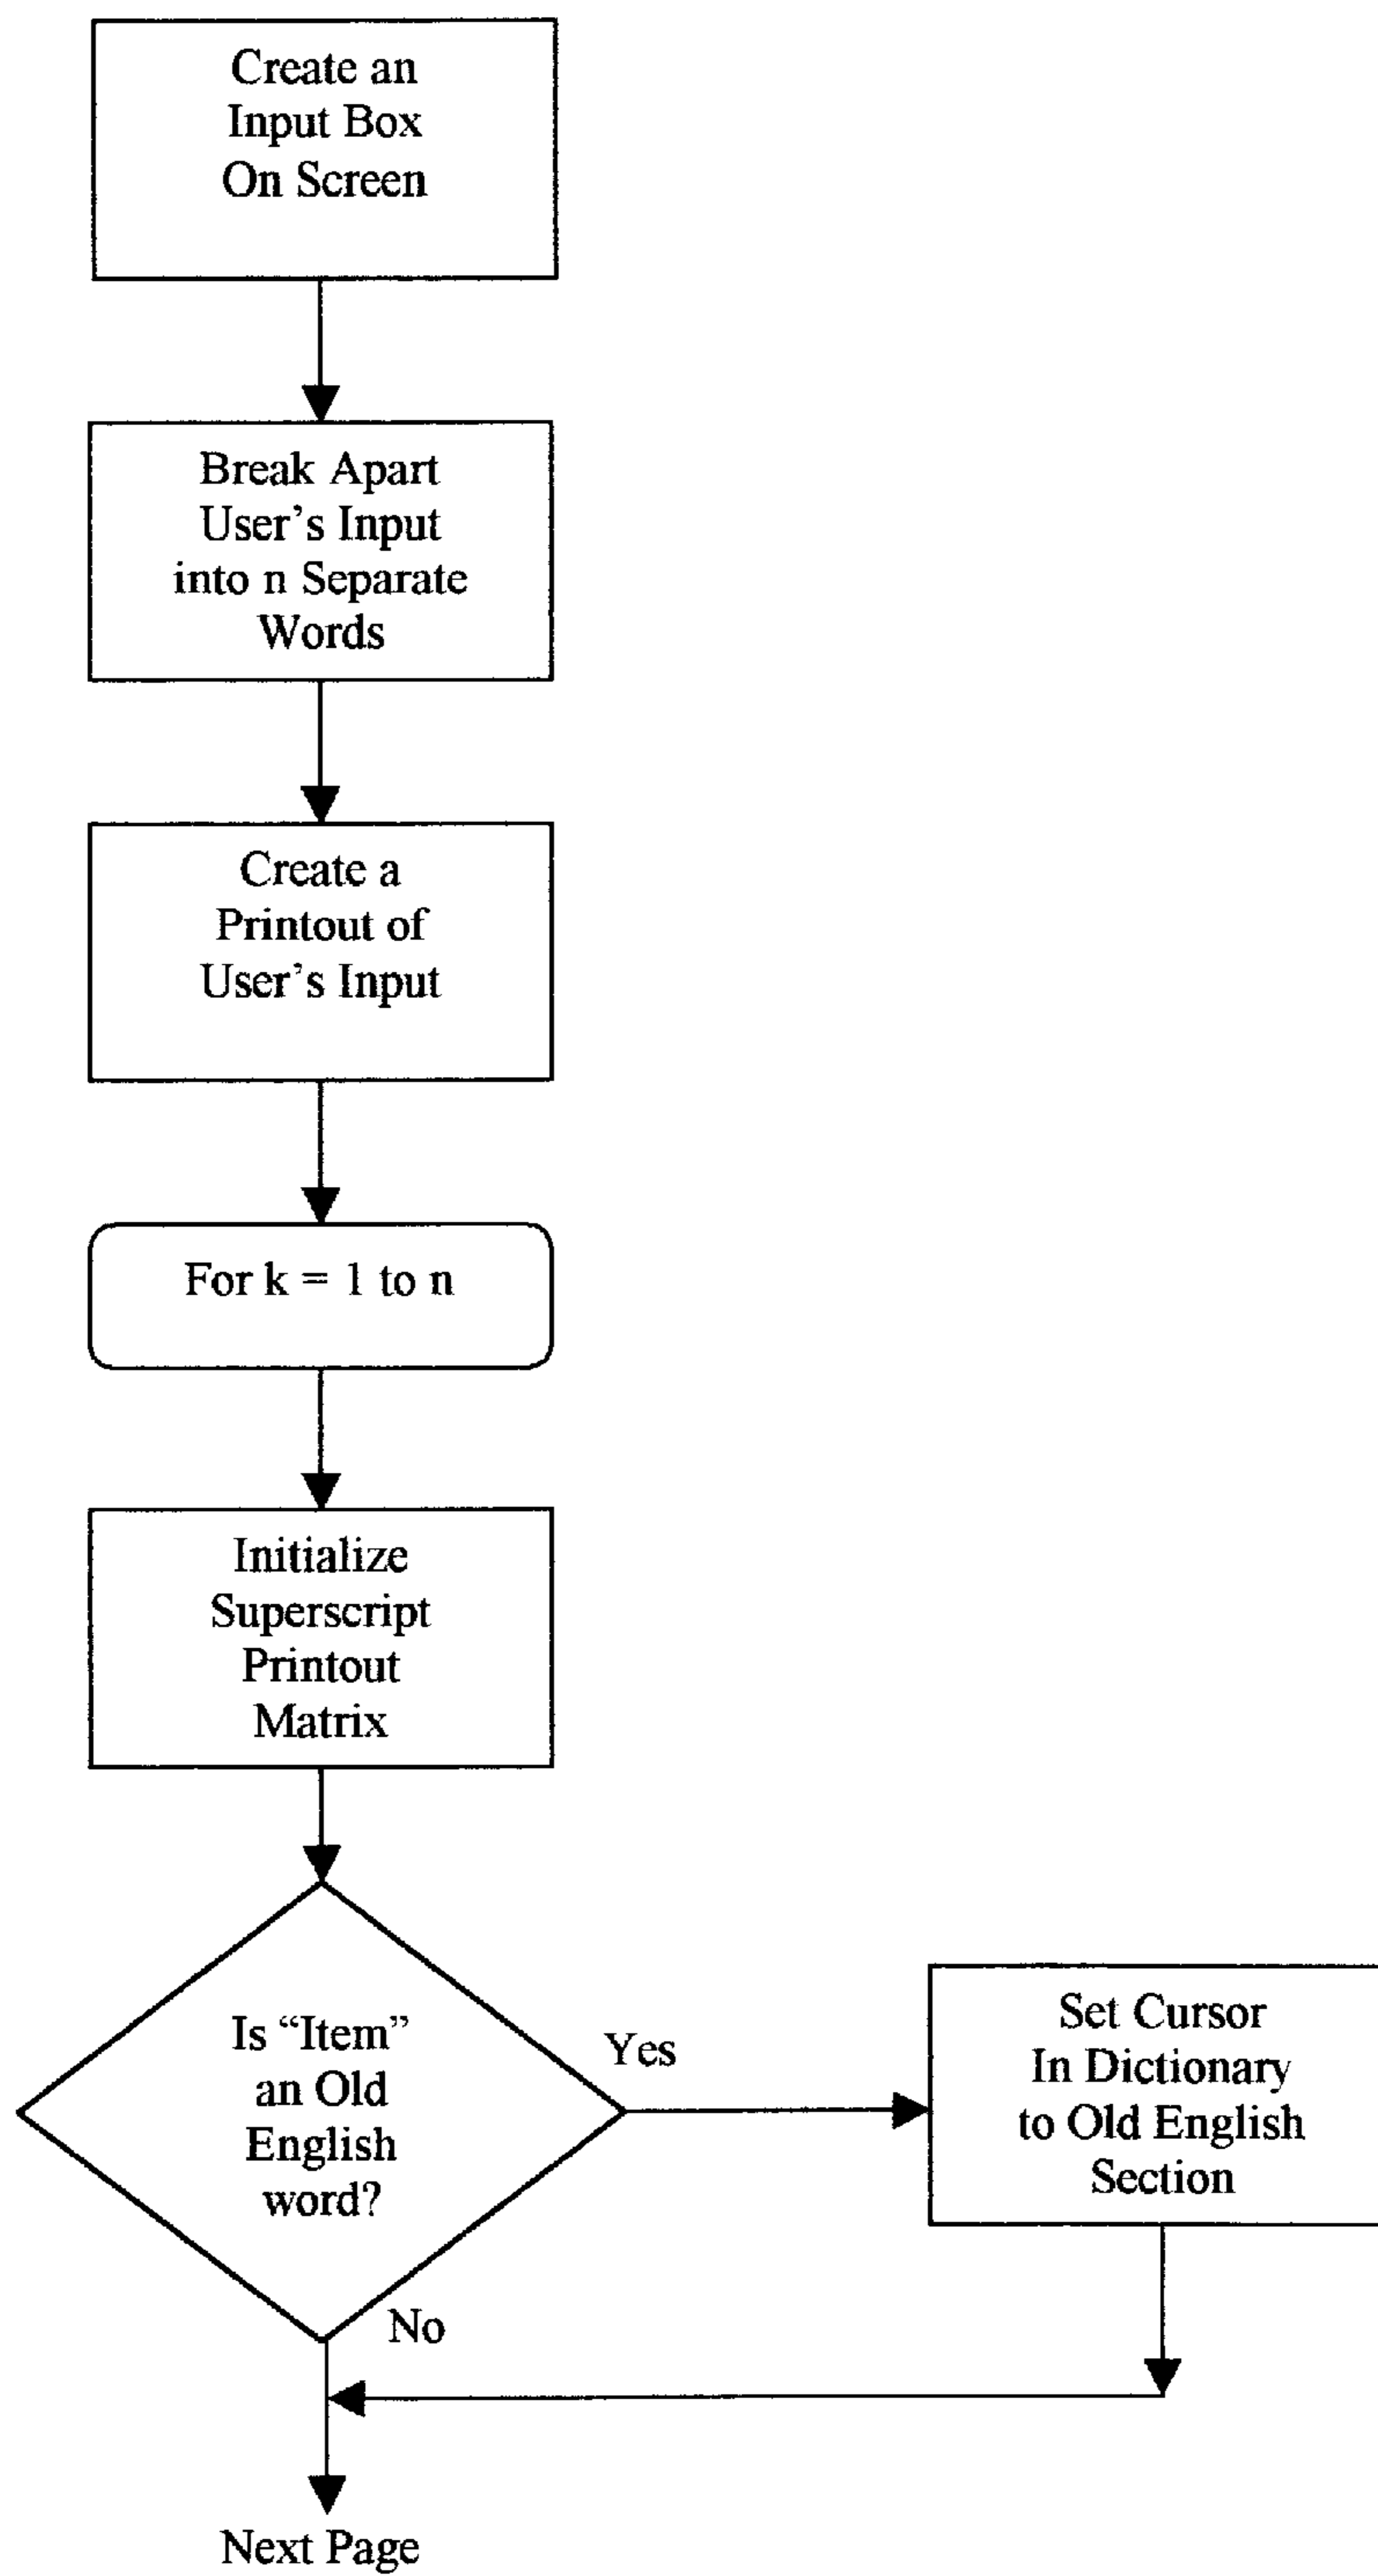 Create an
Input Box
On Screen
Break Apart
User’s Input
into n Separate
Words
Create a
Printout of
User’s Input
For k = 1 to n
Initialize
Superscript
Printout
Matrix
Is “Item”
an Old
English
word?
Yes
Set Cursor
In Dictionary
to Old English
Section
No
Next Page